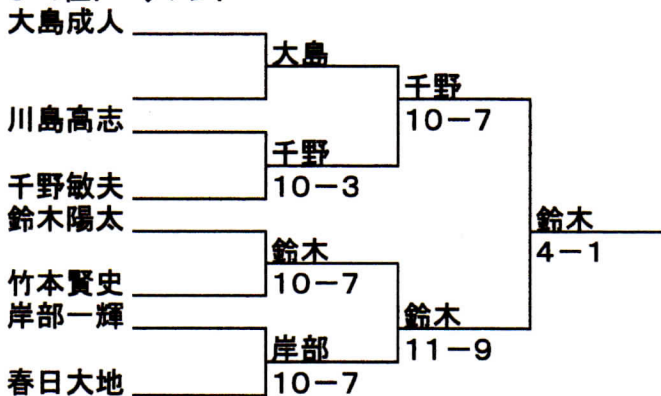 大島成人
川島高志
千野敏夫
鈴木陽太
竹本賢史
岸部一輝
春日大地
大島
千野
10-3
鈴木
10-7
岸部
10-7
千野
10-7
鈴木
11-9
鈴木
4-1